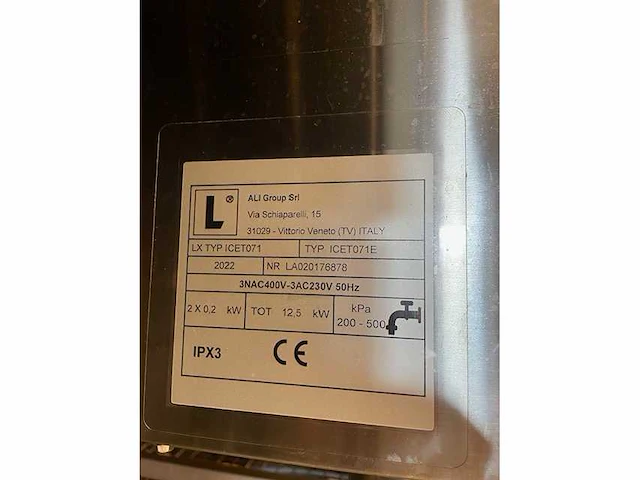 L ®
ALI Group Srl
Via Schiaparelli, 15
31029 - Vittorio Veneto (TV) ITALY
LX TYP ICET071 TYP ICET071E
2022 NR LA020176878
3NAC400V-3AC230V 50Hz
2 X 0,2 kW TOT 12,5 kW kPa
200 - 500
IPX3 CE